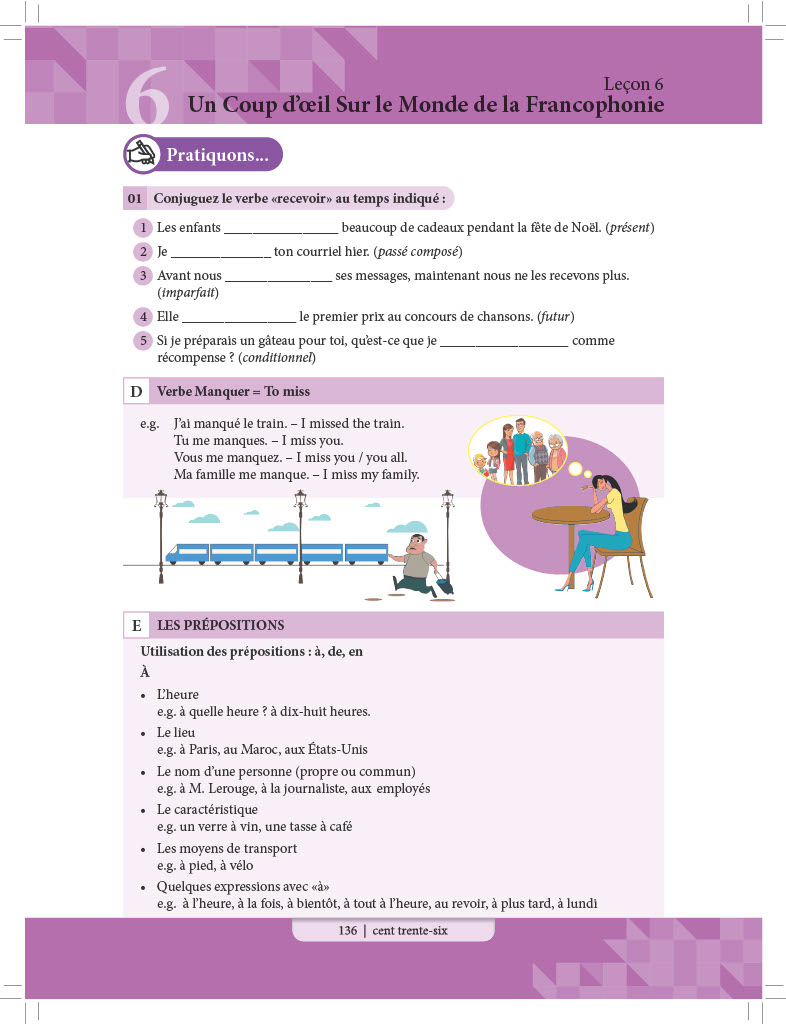 6
Leçon 6
Un Coup d’œil Sur le Monde de la Francophonie
Pratiquons...
01 Conjuguez le verbe «recevoir» au temps indiqué :
1 Les enfants ________________ beaucoup de cadeaux pendant la fête de Noël. (présent)
2 Je ______________ ton courriel hier. (passé composé)
3 Avant nous _______________ ses messages, maintenant nous ne les recevons plus.
(imparfait)
4 Elle ________________ le premier prix au concours de chansons. (futur)
5 Si je préparais un gâteau pour toi, qu’est-ce que je __________________ comme
récompense ? (conditionnel)
D Verbe Manquer = To miss
e.g. J’ai manqué le train. – I missed the train.
Tu me manques. – I miss you.
Vous me manquez. – I miss you / you all.
Ma famille me manque. – I miss my family.
E LES PRÉPOSITIONS
Utilisation des prépositions : à, de, en
À
• L’heure
e.g. à quelle heure ? à dix-huit heures.
• Le lieu
e.g. à Paris, au Maroc, aux États-Unis
• Le nom d’une personne (propre ou commun)
e.g. à M. Lerouge, à la journaliste, aux employés
• Le caractéristique
e.g. un verre à vin, une tasse à café
• Les moyens de transport
e.g. à pied, à vélo
• Quelques expressions avec «à»
e.g. à l’heure, à la fois, à bientôt, à tout à l’heure, au revoir, à plus tard, à lundi
136 | cent trente-six